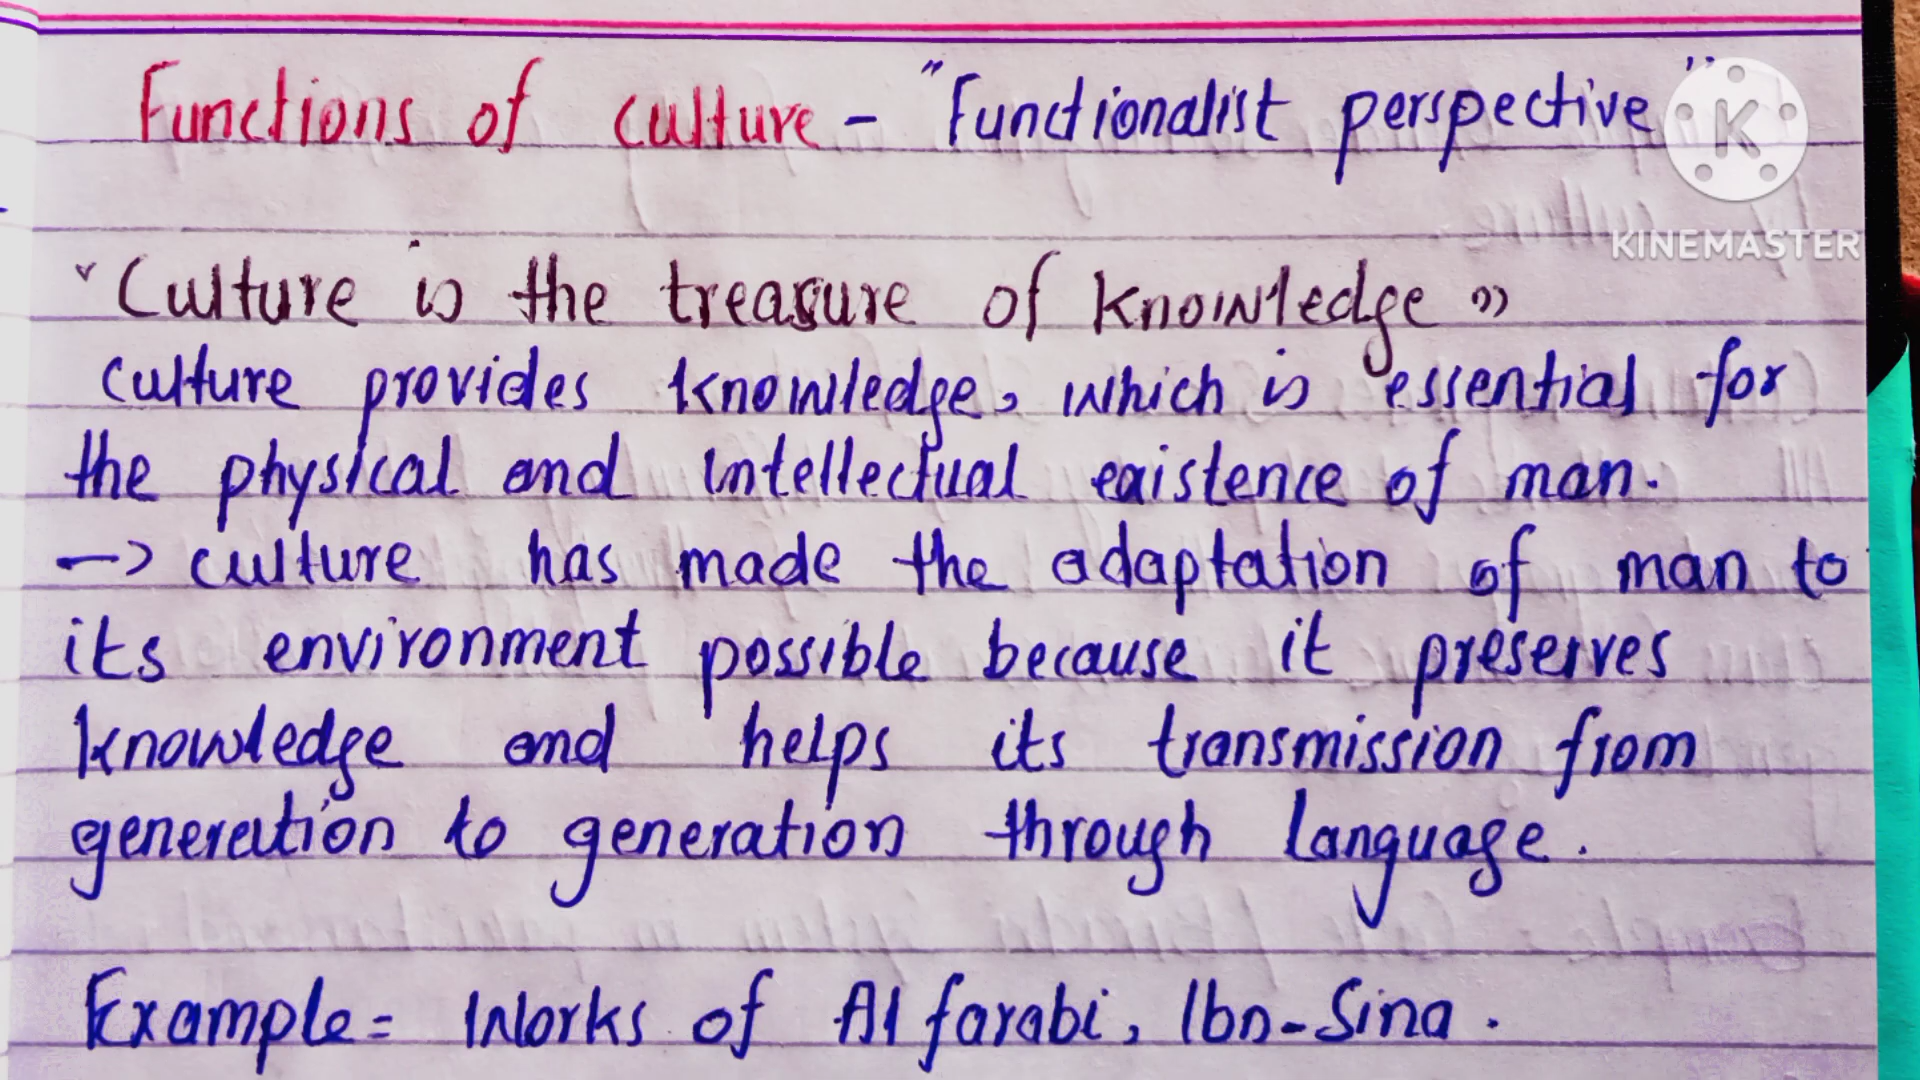 Functions of culture - "Functionalist perspective"
K
KINEMASTER
"Culture is the treasure of knowledge"
culture provides knowledge, which is essential for
the physical and intellectual existence of man.
-> culture has made the adaptation of man to
its environment possible because it preserves
knowledge and helps its transmission from
generation to generation through language.
Example= Works of Al farabi, Ibn-Sina.